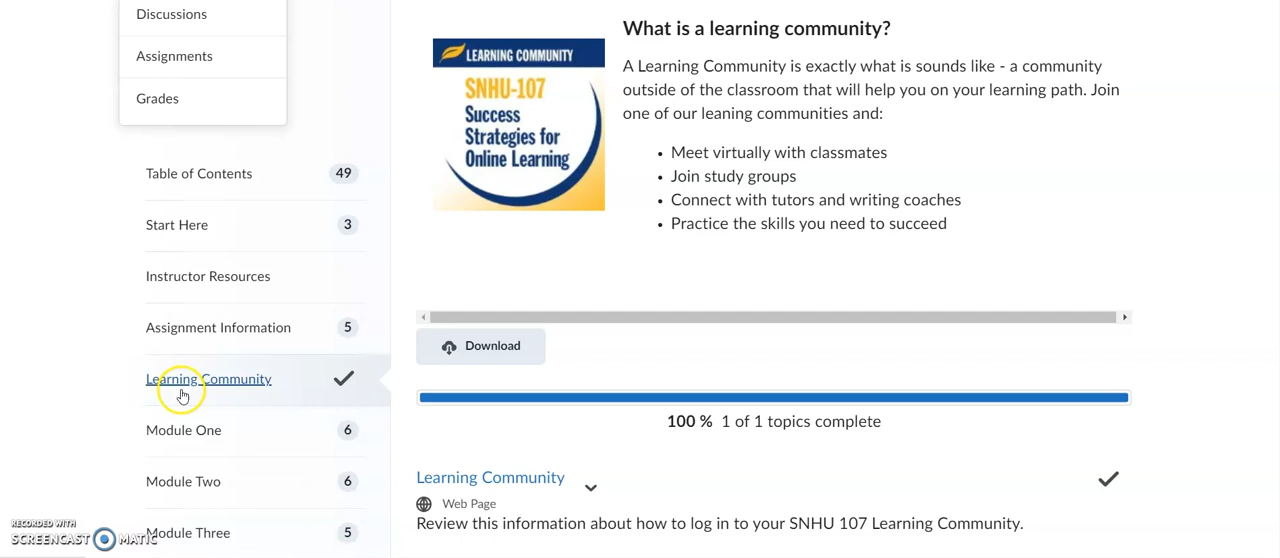 Discussions
Assignments
Grades
Table of Contents 49
Start Here 3
Instructor Resources
Assignment Information 5
Learning Community
Module One 6
Module Two 6
Module Three 5
RECORDED WITH
SCREENCAST MATIC
LEARNING COMMUNITY
SNHU-107
Success
Strategies for
Online Learning
What is a learning community?
A Learning Community is exactly what is sounds like - a community
outside of the classroom that will help you on your learning path. Join
one of our leaning communities and:
• Meet virtually with classmates
• Join study groups
• Connect with tutors and writing coaches
• Practice the skills you need to succeed
Download
100 % 1 of 1 topics complete
Learning Community
Web Page
Review this information about how to log in to your SNHU 107 Learning Community.